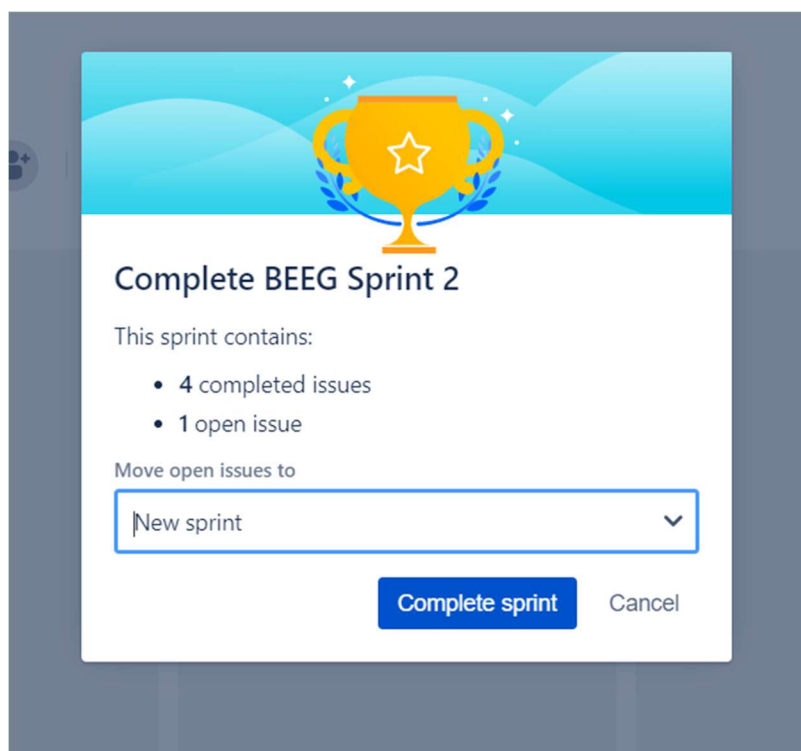 Complete BEEG Sprint 2
This sprint contains:
• 4 completed issues
• 1 open issue
Move open issues to
New sprint
Complete sprint Cancel